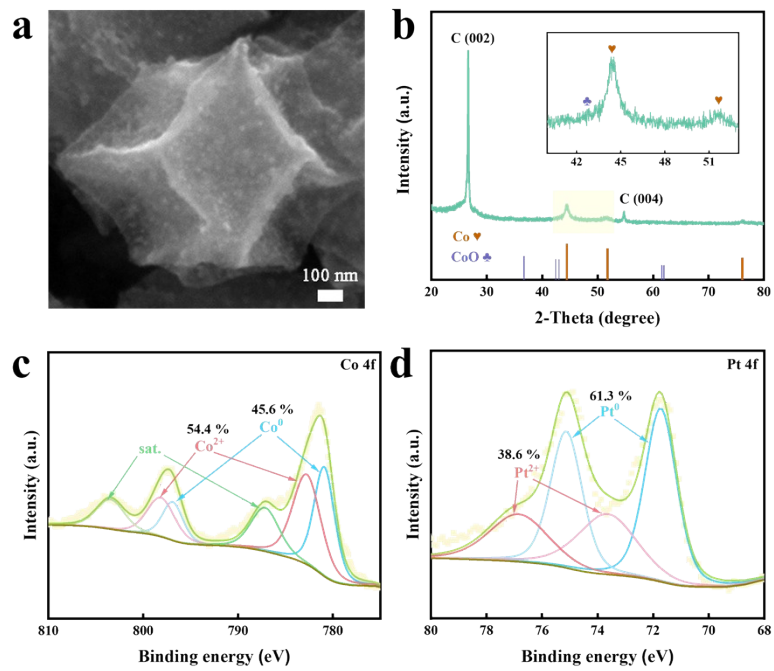 a
100 nm
b
C (002)
C (004)
Co ♥
CoO ♣
♣ ♥ ♥
42 45 48 51
20 30 40 50 60 70 80
2-Theta (degree)
Intensity (a.u.)
c
Co 4f
45.6 %
54.4 %
Co⁰
Co²⁺
sat.
810 800 790 780
Binding energy (eV)
Intensity (a.u.)
d
Pt 4f
61.3 %
Pt⁰
38.6 %
Pt²⁺
80 78 76 74 72 70 68
Binding energy (eV)
Intensity (a.u.)